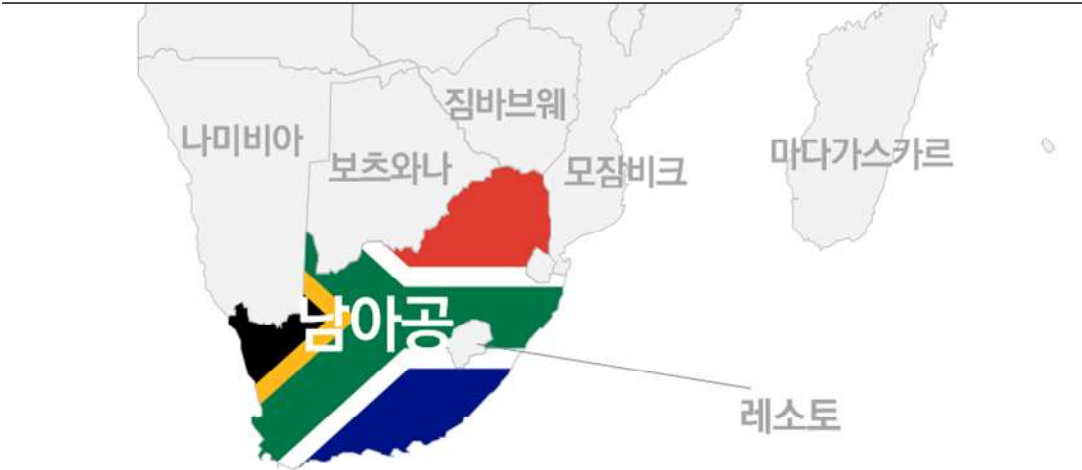 짐바브웨
나미비아
보츠와나
모잠비크
마다가스카르
남아공
레소토